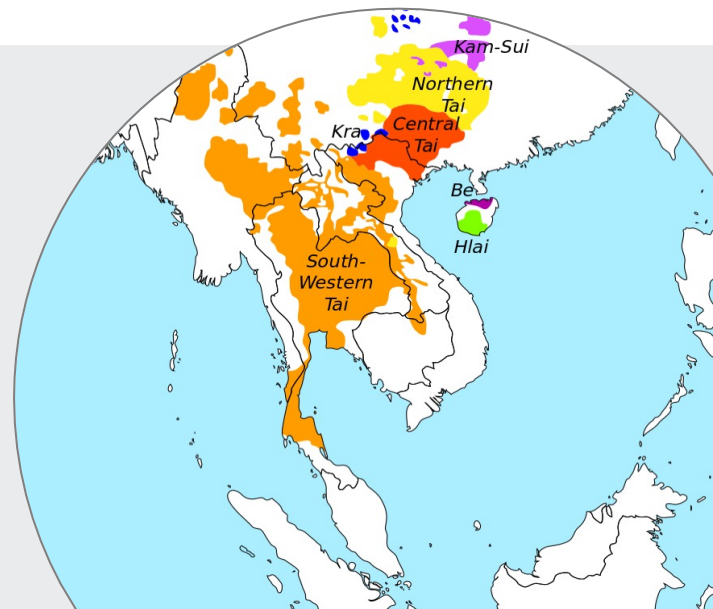 Kam-Sui
Northern
Tai
Kra
Central
Tai
Be
Hlai
South-
Western
Tai